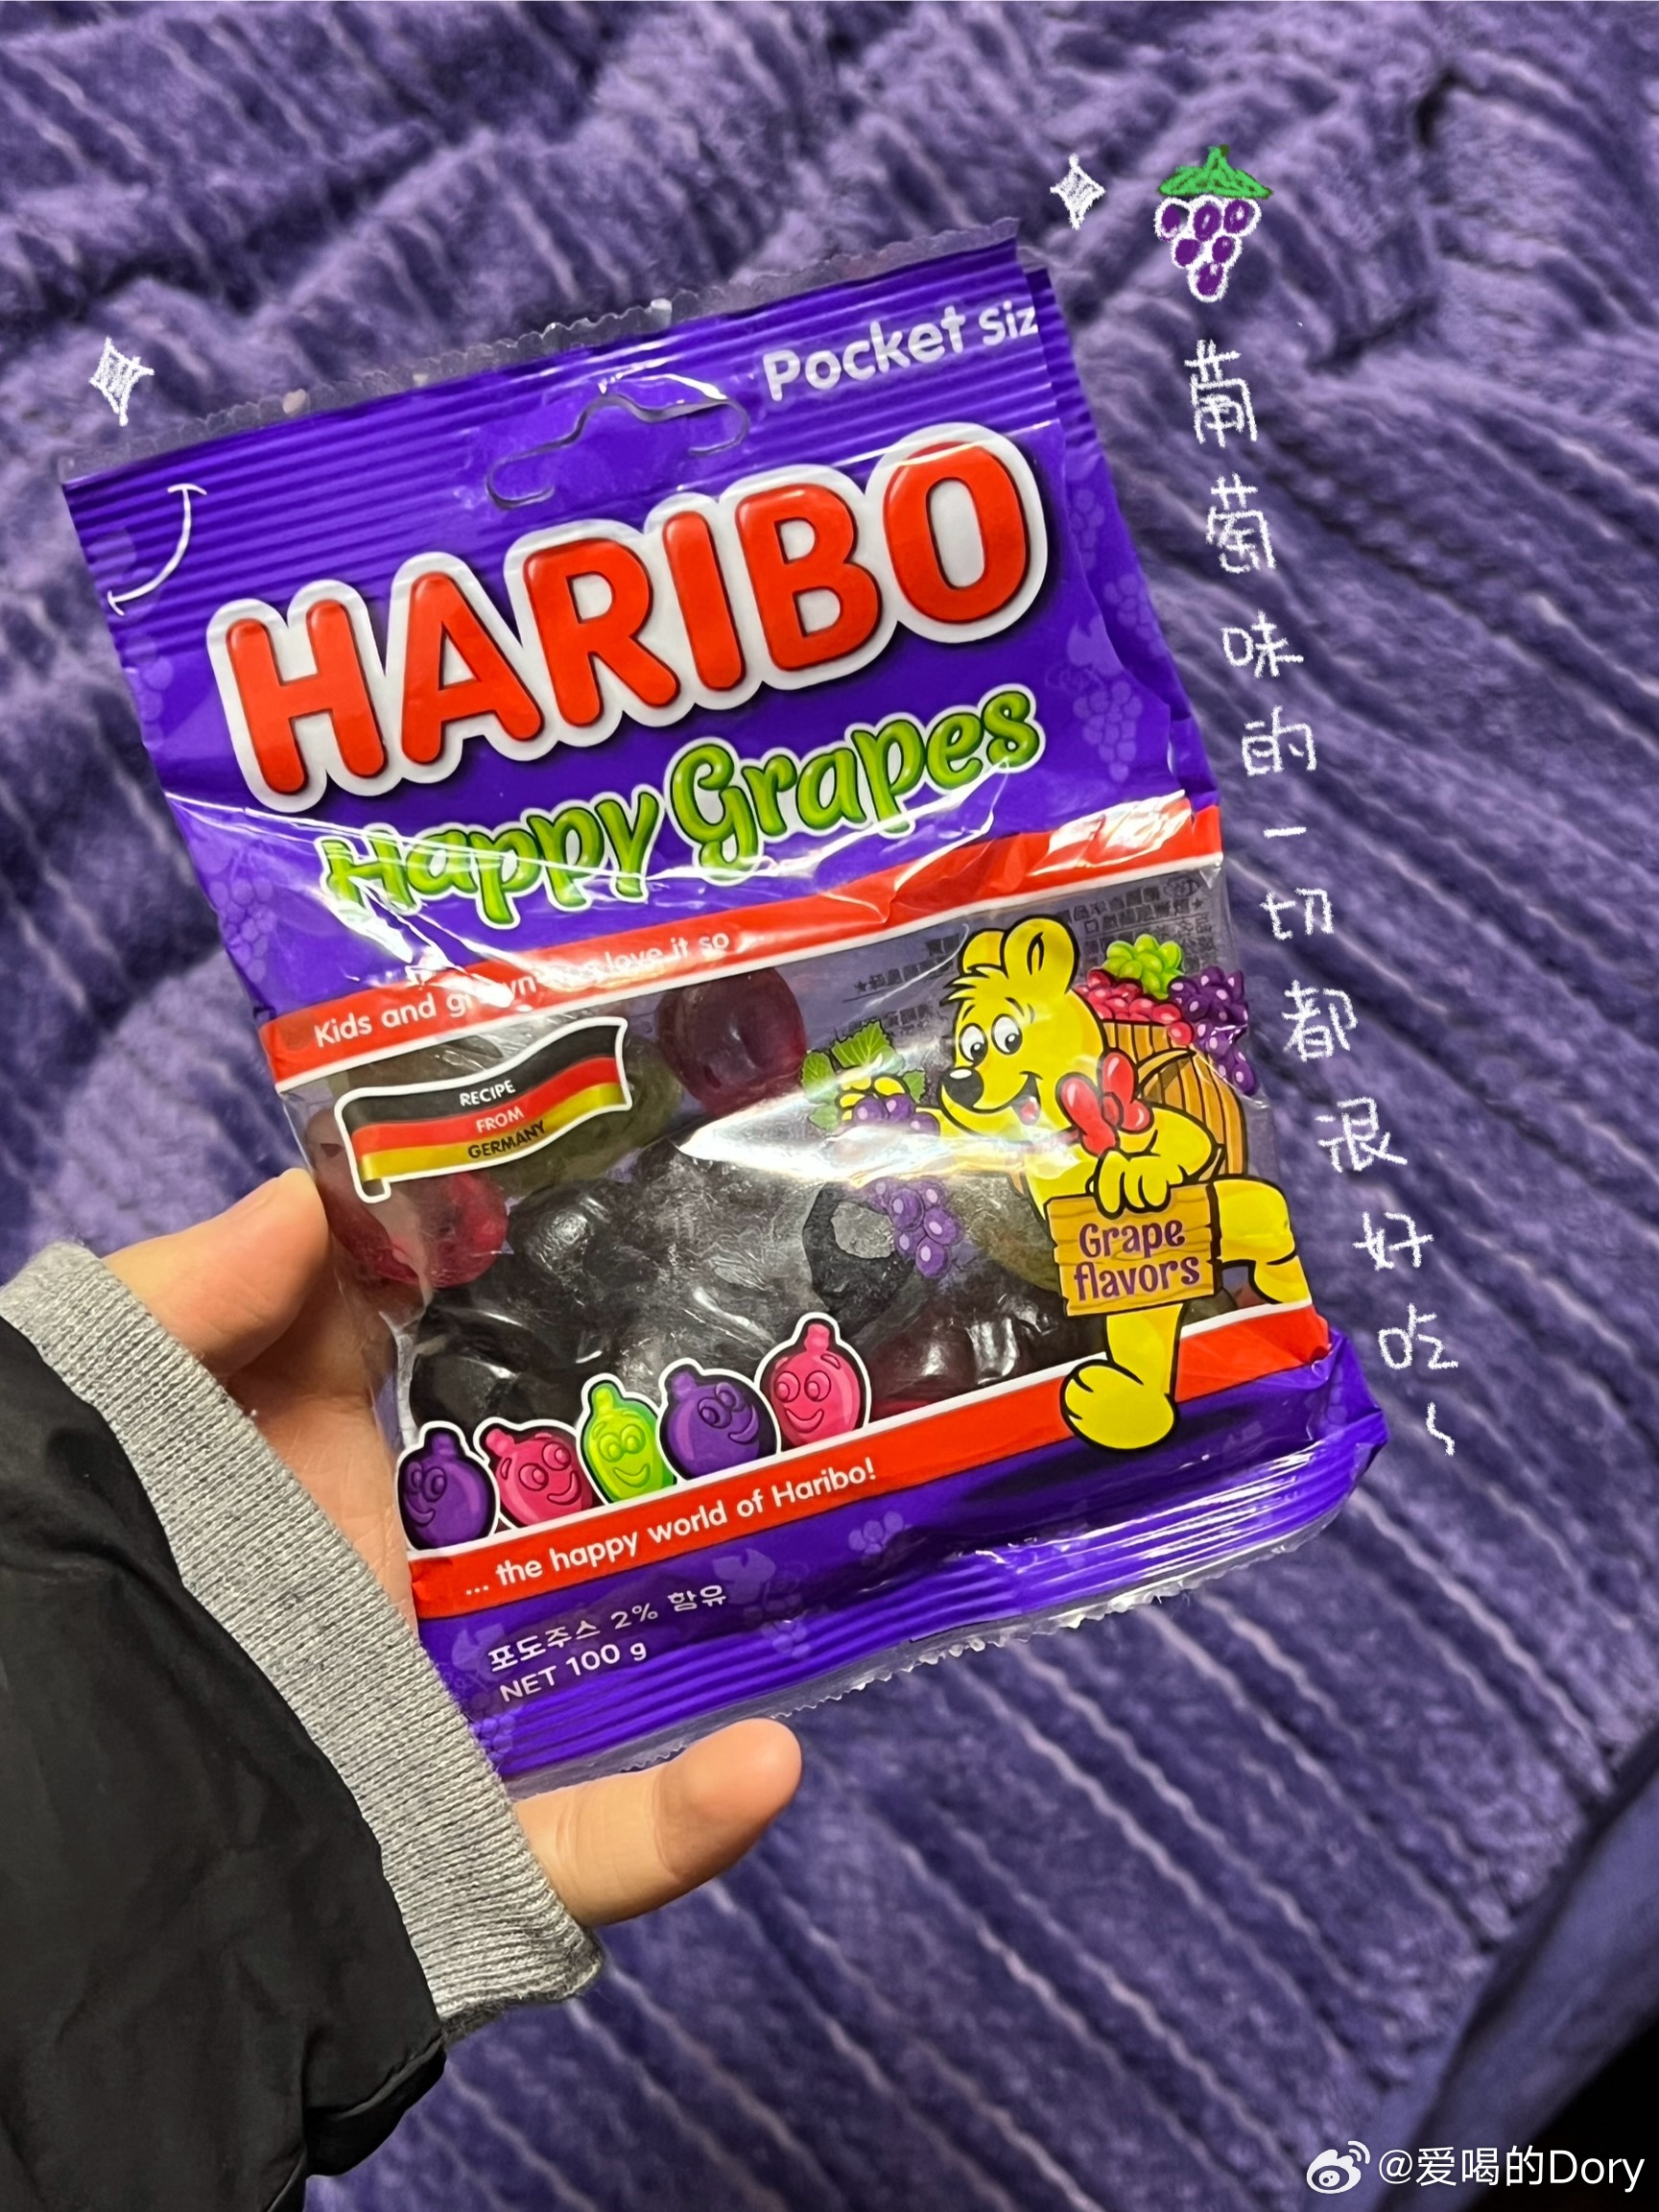 Pocket Siz
HARIBO
Happy Grapes
Kids and grown-ups love it so
RECIPE
FROM
GERMANY
Grape
flavors
... the happy world of Haribo!
포도주스 2% 함유
NET 100 g
葡萄味的一切都很好吃~
@爱喝的Dory